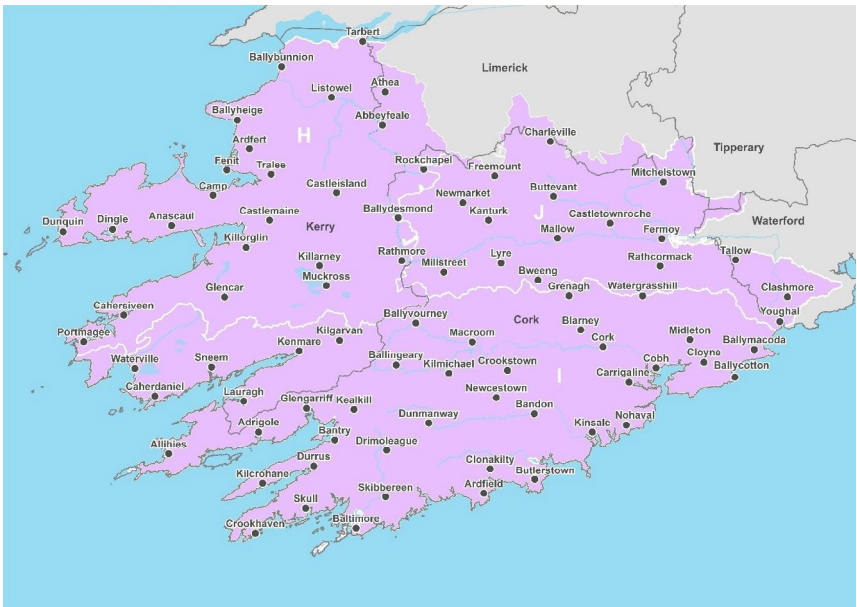 Tarbert
Ballybunnion
Limerick
Listowel
Athea
Ballyheige
Abbeyfeale
H
Charleville
Ardfert
Tipperary
Fenit
Tralee
Rockchapel
Freemount
Mitchelstown
Camp
Castleisland
Newmarket
Buttevant
Dunquin
Dingle
Anascaul
Castlemaine
Ballydesmond
Kanturk
J
Castletownroche
Waterford
Kerry
Killorglin
Mallow
Fermoy
Killarney
Rathmore
Millstreet
Lyre
Rathcormack
Tallow
Muckross
Bweeng
Glencar
Grenagh
Watergrasshill
Clashmore
Cahersiveen
Ballyvourney
Cork
Youghal
Portmagee
Kilgarvan
Macroom
Blarney
Cork
Midleton
Kenmare
Ballymacoda
Waterville
Sneem
Ballingeary
Kilmichael
Crookstown
Cobh
Cloyne
Ballycotton
Caherdaniel
Carrigaline
I
Lauragh
Glengarriff
Kealkill
Newcestown
Dunmanway
Bandon
Nohaval
Adrigole
Kinsale
Allihies
Bantry
Drimoleague
Durrus
Clonakilty
Kilcrohane
Butlerstown
Skibbereen
Ardfield
Skull
Crookhaven
Baltimore